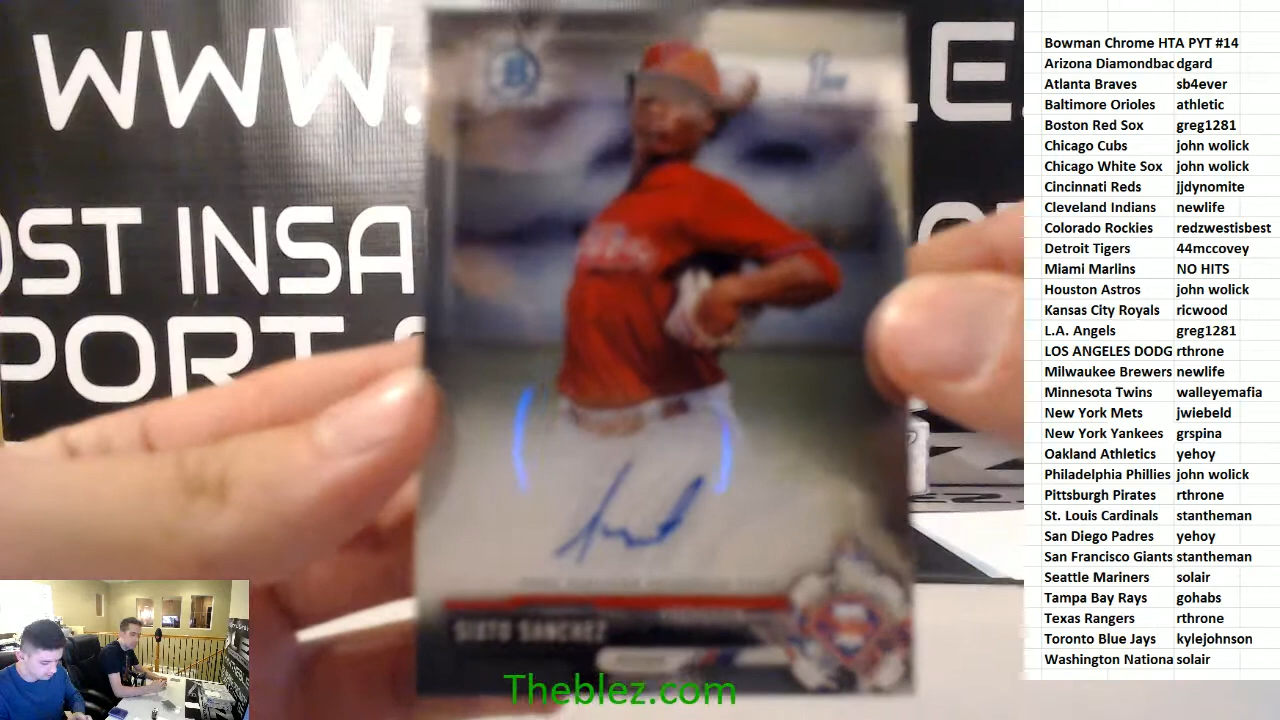 WWW.
LE.
OST INSA
PORT
1st
B
SIXTO SANCHEZ
Theblez.com
Bowman Chrome HTA PYT #14
Arizona Diamondbac dgard
Atlanta Braves sb4ever
Baltimore Orioles athletic
Boston Red Sox greg1281
Chicago Cubs john wolick
Chicago White Sox john wolick
Cincinnati Reds jjdynomite
Cleveland Indians newlife
Colorado Rockies redzwestisbest
Detroit Tigers 44mccovey
Miami Marlins NO HITS
Houston Astros john wolick
Kansas City Royals ricwood
L.A. Angels greg1281
LOS ANGELES DODG rthrone
Milwaukee Brewers newlife
Minnesota Twins walleyemafia
New York Mets jwiebeld
New York Yankees grspina
Oakland Athletics yehoy
Philadelphia Phillies john wolick
Pittsburgh Pirates rthrone
St. Louis Cardinals stantheman
San Diego Padres yehoy
San Francisco Giants stantheman
Seattle Mariners solair
Tampa Bay Rays gohabs
Texas Rangers rthrone
Toronto Blue Jays kylejohnson
Washington Nationa solair